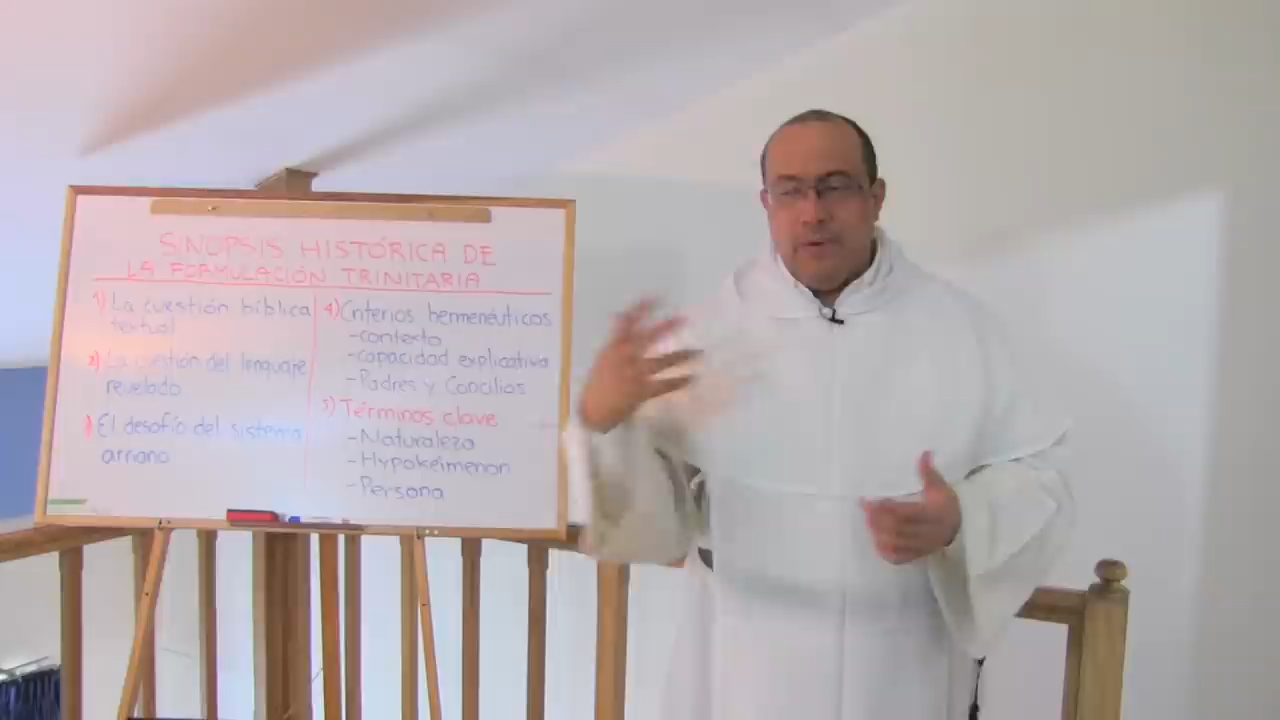 SINOPSIS HISTÓRICA DE
LA FORMULACIÓN TRINITARIA
1) La cuestión bíblica
textual
2) La cuestión del lenguaje
revelado
3) El desafío del sistema
arriano
4) Criterios hermenéuticos
- contexto
- capacidad explicativa
- Padres y Concilios
5) Términos clave
- Naturaleza
- Hypokéimenon
- Persona